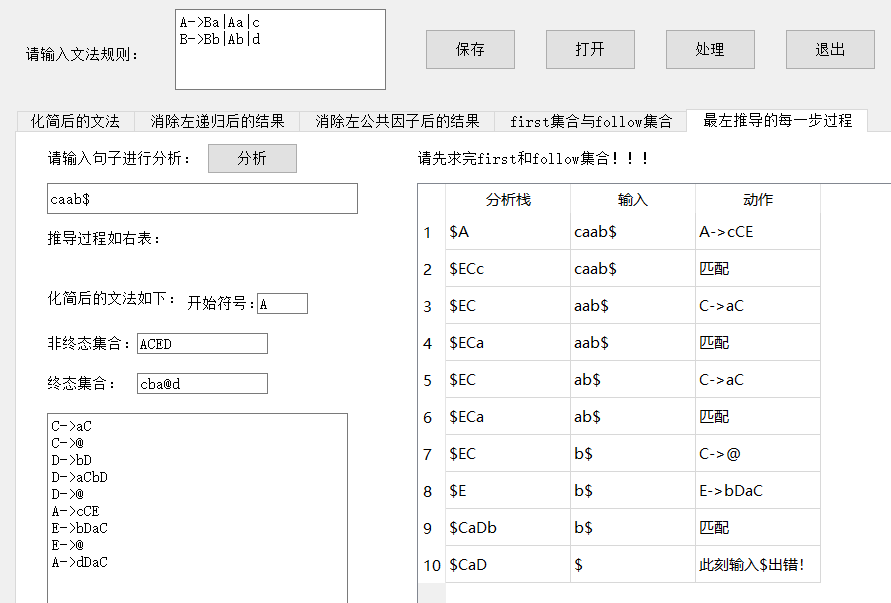 请输入文法规则：
A->Ba|Aa|c
B->Bb|Ab|d
保存
打开
处理
退出
化简后的文法
消除左递归后的结果
消除左公共因子后的结果
first集合与follow集合
最左推导的每一步过程
请输入句子进行分析：
分析
caab$
推导过程如右表：
化简后的文法如下：
开始符号：
A
非终态集合：
ACED
终态集合：
cba@d
C->aC
C->@
D->bD
D->aCbD
D->@
A->cCE
E->bDaC
E->@
A->dDaC
请先求完first和follow集合！！！
分析栈 输入 动作
1 $A caab$ A->cCE
2 $ECc caab$ 匹配
3 $EC aab$ C->aC
4 $ECa aab$ 匹配
5 $EC ab$ C->aC
6 $ECa ab$ 匹配
7 $EC b$ C->@
8 $E b$ E->bDaC
9 $CaDb b$ 匹配
10 $CaD $ 此刻输入$出错！